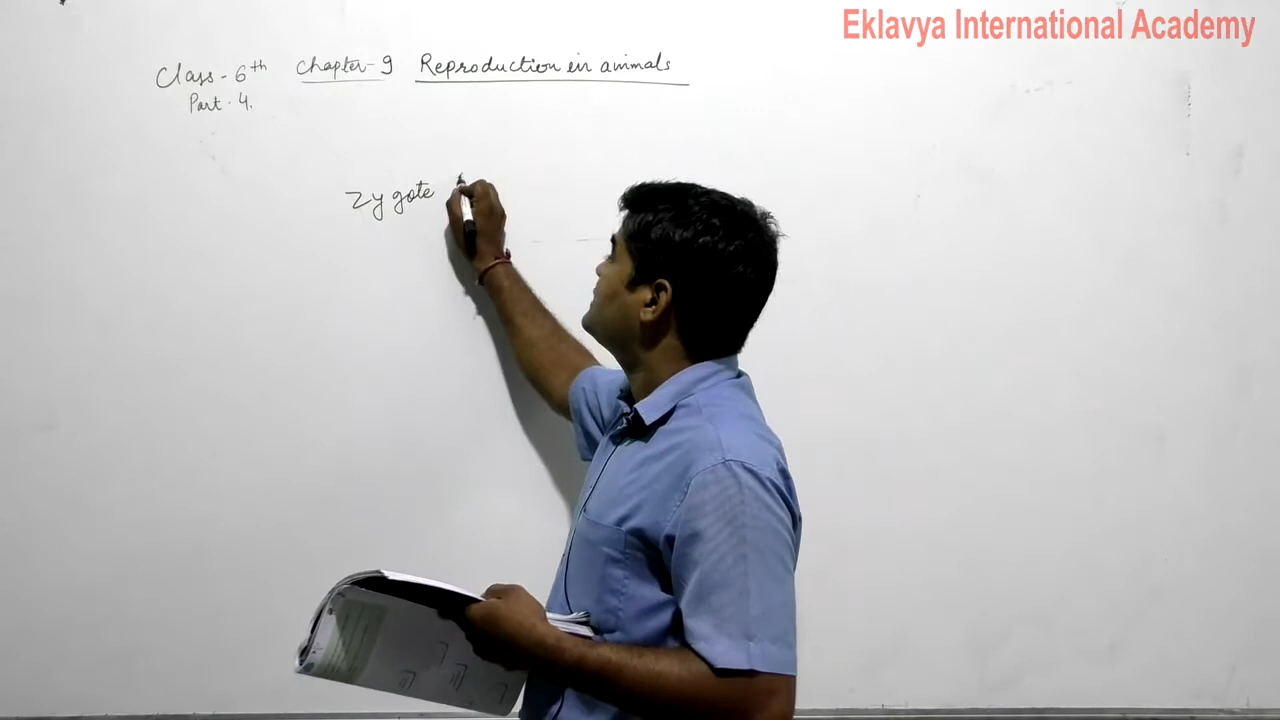 Eklavya International Academy
Class - 6th Chapter - 9 Reproduction in animals
Part - 4.
Zygote